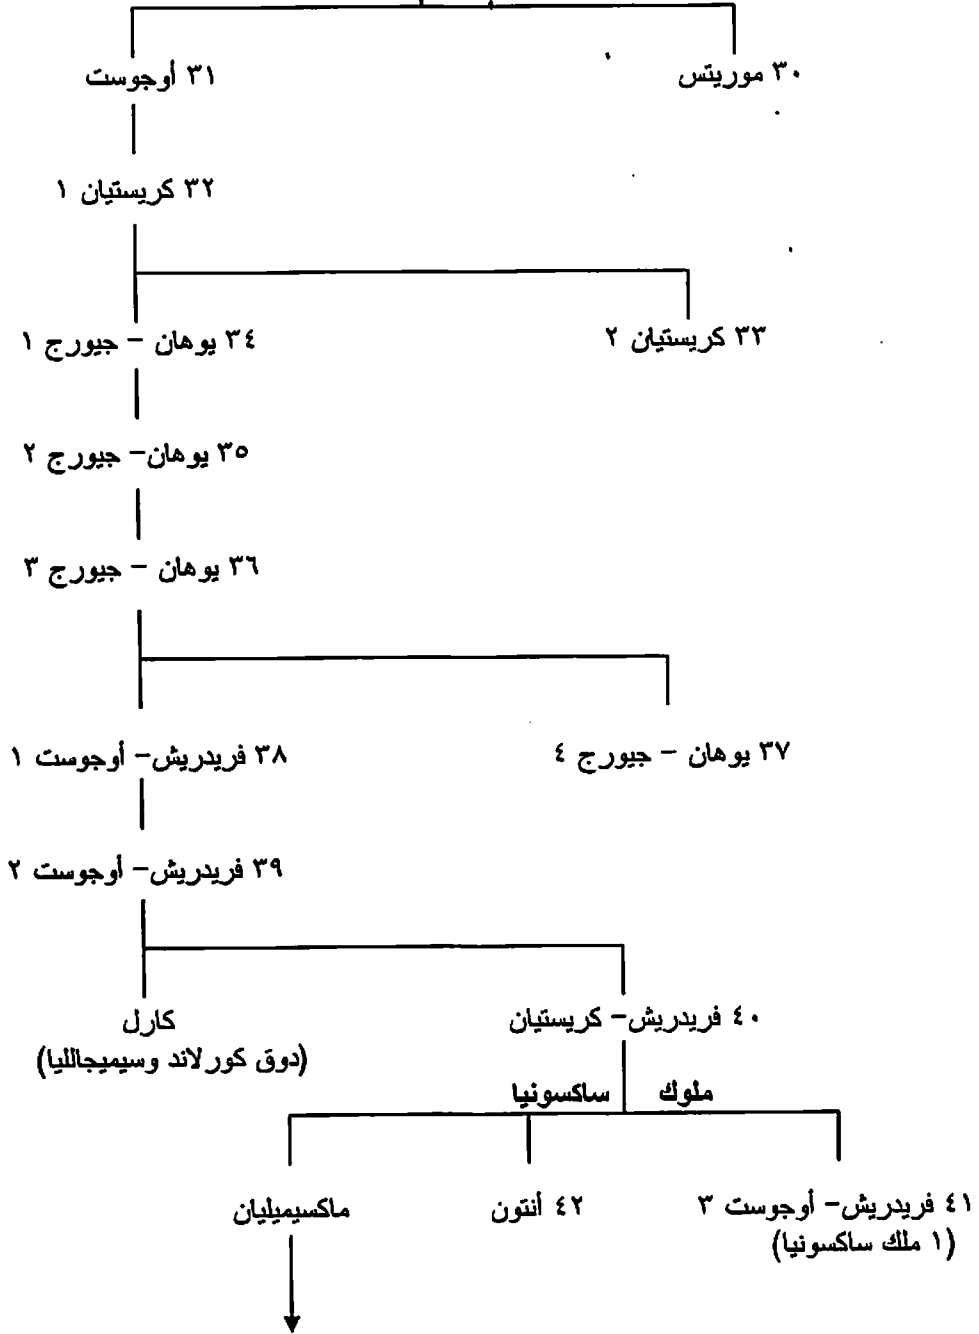 ٣٠ موريتس
٣١ أوجوست
٣٢ كريستيان ١
٣٣ كريستيان ٢
٣٤ يوهان – جيورج ١
٣٥ يوهان– جيورج ٢
٣٦ يوهان – جيورج ٣
٣٧ يوهان – جيورج ٤
٣٨ فريدريش– أوجوست ١
٣٩ فريدريش– أوجوست ٢
٤٠ فريدريش– كريستيان
كارل
(دوق كورلاند وسيميجالليا)
ملوك ساكسونيا
٤١ فريدريش– أوجوست ٣
(١ ملك ساكسونيا)
٤٢ أنتون
ماكسيميليان